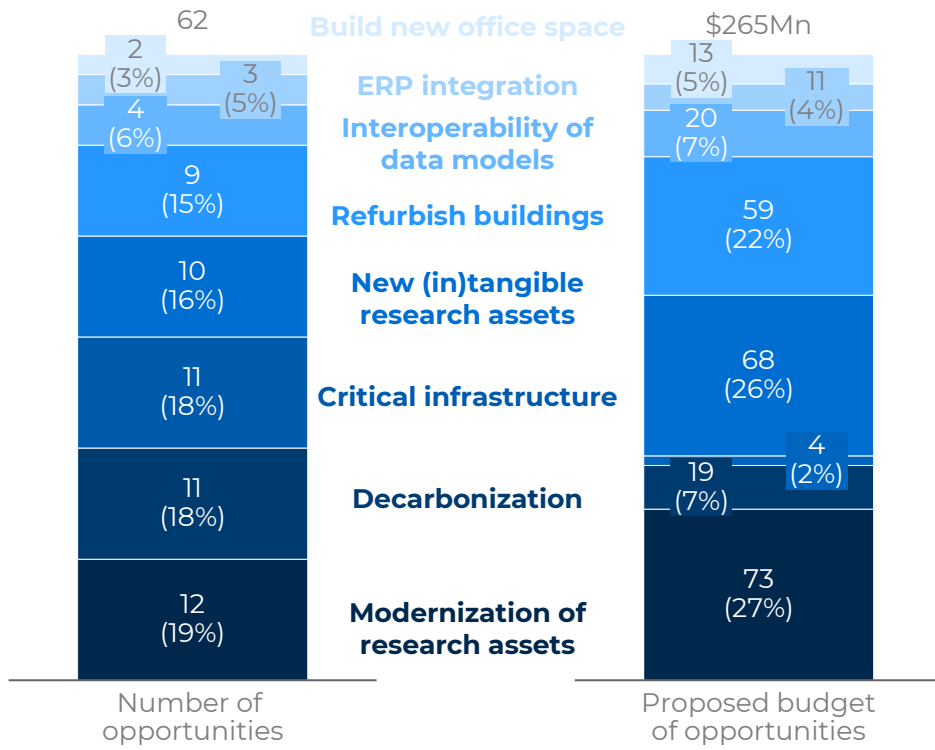 62
Build new office space
$265Mn
2
(3%)
3
(5%)
ERP integration
13
(5%)
11
(4%)
4
(6%)
Interoperability of
data models
20
(7%)
9
(15%)
Refurbish buildings
59
(22%)
10
(16%)
New (in)tangible
research assets
68
(26%)
11
(18%)
Critical infrastructure
4
(2%)
11
(18%)
Decarbonization
19
(7%)
12
(19%)
Modernization of
research assets
73
(27%)
Number of
opportunities
Proposed budget
of opportunities